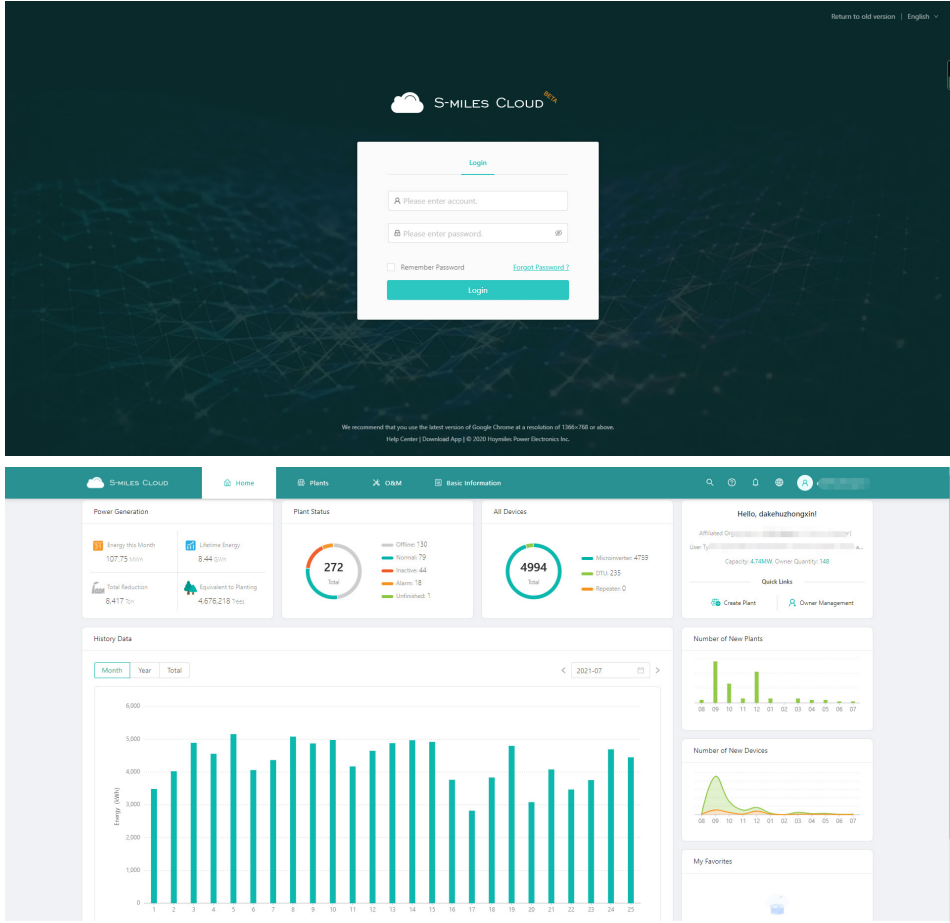 Return to old version | English
S-MILES CLOUD BETA
Login
Please enter account.
Please enter password.
Remember Password Forgot Password ?
Login
We recommend that you use the latest version of Google Chrome at a resolution of 1366×768 or above.
Help Center | Download App | © 2020 Hoymiles Power Electronics Inc.
S-MILES CLOUD Home Plants O&M Basic Information
Power Generation
Energy this Month
107.75 MWh
Lifetime Energy
8.44 GWh
Total Reduction
8,417 Ton
Equivalent to Planting
4,676,218 Trees
Plant Status
272
Total
Offline: 130
Normal: 79
Inactive: 44
Alarm: 18
Unfinished: 1
All Devices
4994
Total
Microinverter: 4759
DTU: 235
Repeater: 0
Hello, dakehuzhongxin!
Affiliated Org
User Ty
Capacity: 4.74MW, Owner Quantity: 148
Quick Links
Create Plant Owner Management
History Data
Month Year Total
2021-07
Energy (kWh)
6,000
5,000
4,000
3,000
2,000
1,000
0
1 2 3 4 5 6 7 8 9 10 11 12 13 14 15 16 17 18 19 20 21 22 23 24 25
Number of New Plants
08 09 10 11 12 01 02 03 04 05 06 07
Number of New Devices
08 09 10 11 12 01 02 03 04 05 06 07
My Favorites